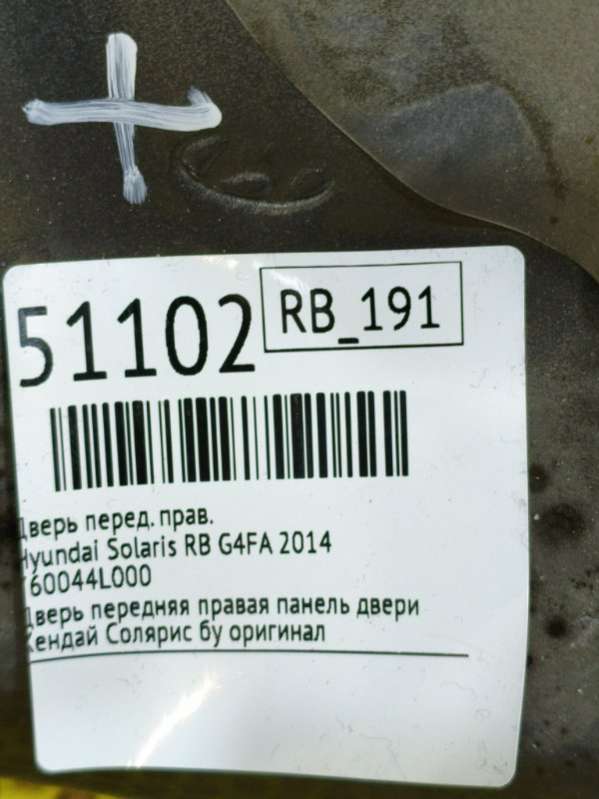 51102
RB_191
Дверь перед. прав.
Hyundai Solaris RB G4FA 2014
760044L000
Дверь передняя правая панель двери
Хендай Солярис бу оригинал